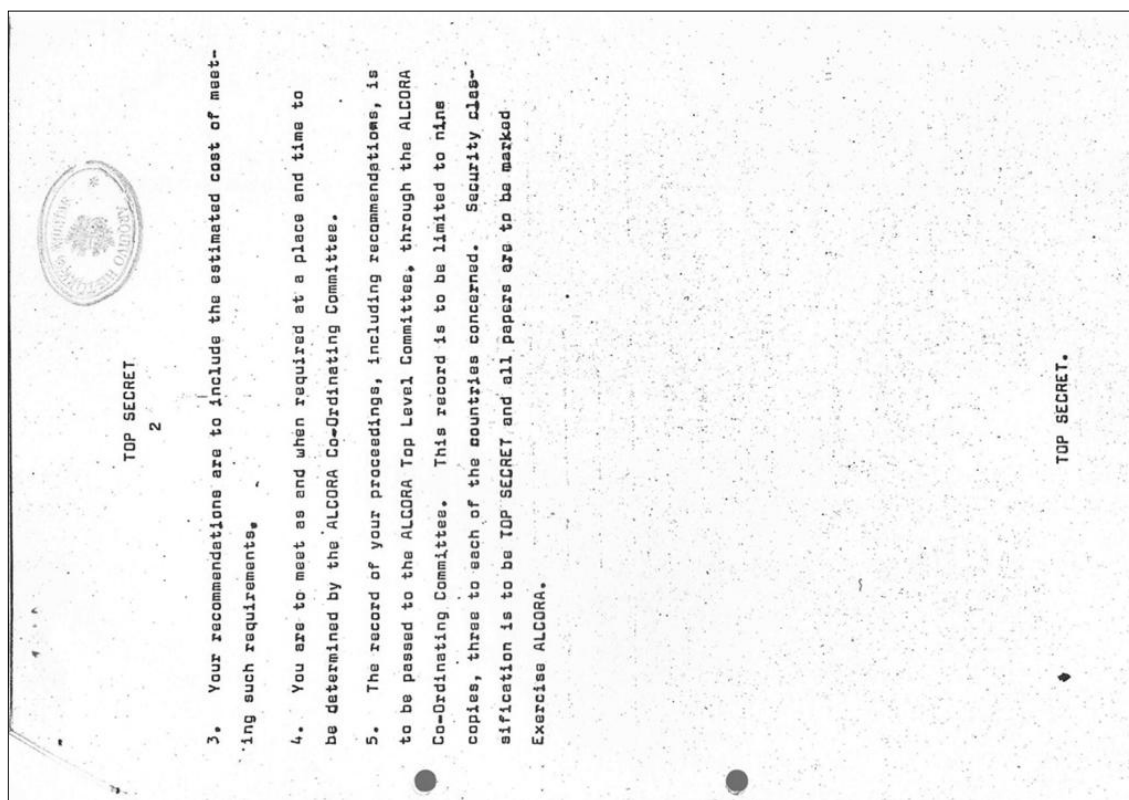 TOP SECRET
2
3. Your recommendations are to include the estimated cost of meet-
ing such requirements.
4. You are to meet as and when required at a place and time to
be determined by the ALCORA Co-Ordinating Committee.
5. The record of your proceedings, including recommendations, is
to be passed to the ALCORA Top Level Committee, through the ALCORA
Co-Ordinating Committee. This record is to be limited to nine
copies, three to each of the countries concerned. Security clas-
sification is to be TOP SECRET and all papers are to be marked
Exercise ALCORA.
TOP SECRET.